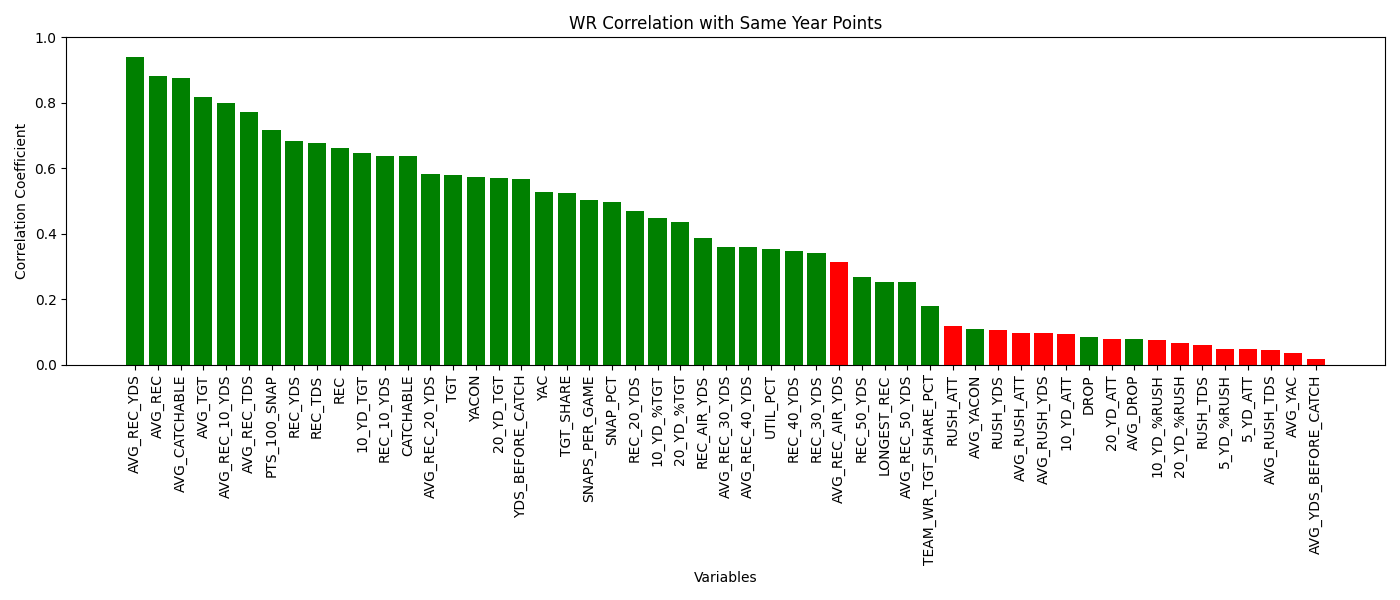 WR Correlation with Same Year Points
Correlation Coefficient
1.0
0.8
0.6
0.4
0.2
0.0
AVG_REC_YDS
AVG_REC
AVG_CATCHABLE
AVG_TGT
AVG_REC_10_YDS
AVG_REC_TDS
PTS_100_SNAP
REC_YDS
REC_TDS
REC
10_YD_TGT
REC_10_YDS
CATCHABLE
AVG_REC_20_YDS
TGT
YACON
20_YD_TGT
YDS_BEFORE_CATCH
YAC
TGT_SHARE
SNAPS_PER_GAME
SNAP_PCT
REC_20_YDS
10_YD_%TGT
20_YD_%TGT
REC_AIR_YDS
AVG_REC_30_YDS
AVG_REC_40_YDS
UTIL_PCT
REC_40_YDS
REC_30_YDS
AVG_REC_AIR_YDS
REC_50_YDS
LONGEST_REC
AVG_REC_50_YDS
TEAM_WR_TGT_SHARE_PCT
RUSH_ATT
AVG_YACON
RUSH_YDS
AVG_RUSH_ATT
AVG_RUSH_YDS
10_YD_ATT
DROP
20_YD_ATT
AVG_DROP
10_YD_%RUSH
20_YD_%RUSH
RUSH_TDS
5_YD_%RUSH
5_YD_ATT
AVG_RUSH_TDS
AVG_YAC
AVG_YDS_BEFORE_CATCH
Variables